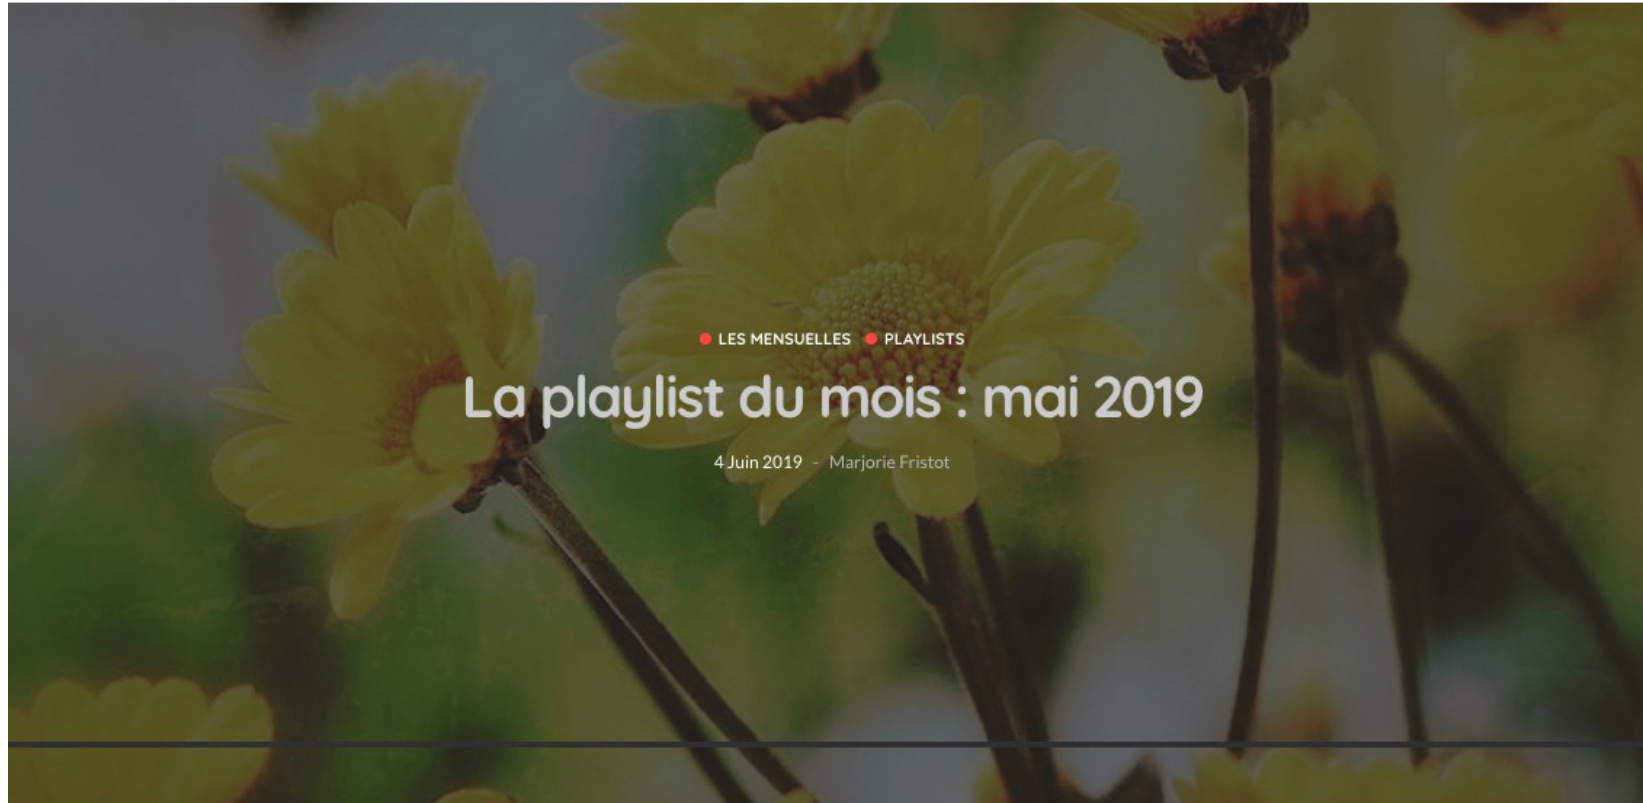 LES MENSUELLES PLAYLISTS
La playlist du mois : mai 2019
4 Juin 2019 - Marjorie Fristot